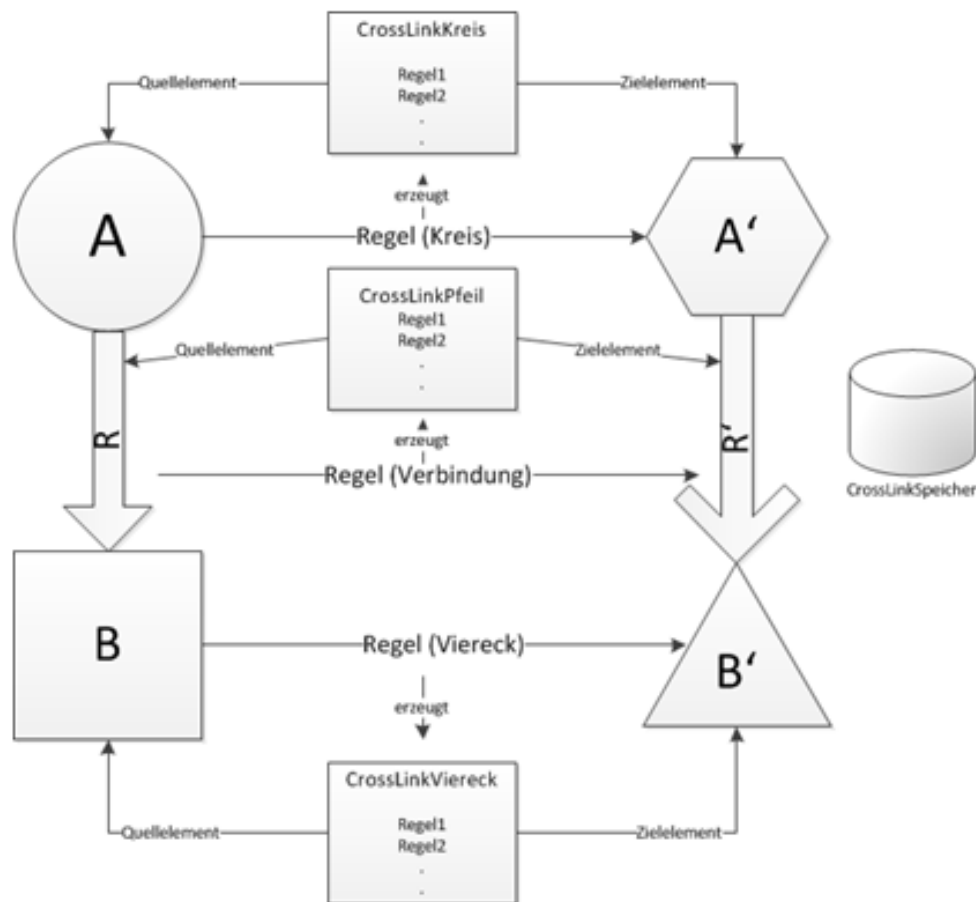 CrossLinkKreis
Regel1
Regel2
.
.
Quellelement
Zielelement
erzeugt
A
Regel (Kreis)
A‘
CrossLinkPfeil
Regel1
Regel2
.
.
Quellelement
Zielelement
erzeugt
R
R‘
Regel (Verbindung)
CrossLinkSpeicher
B
Regel (Viereck)
B‘
erzeugt
CrossLinkViereck
Regel1
Regel2
.
.
Quellelement
Zielelement